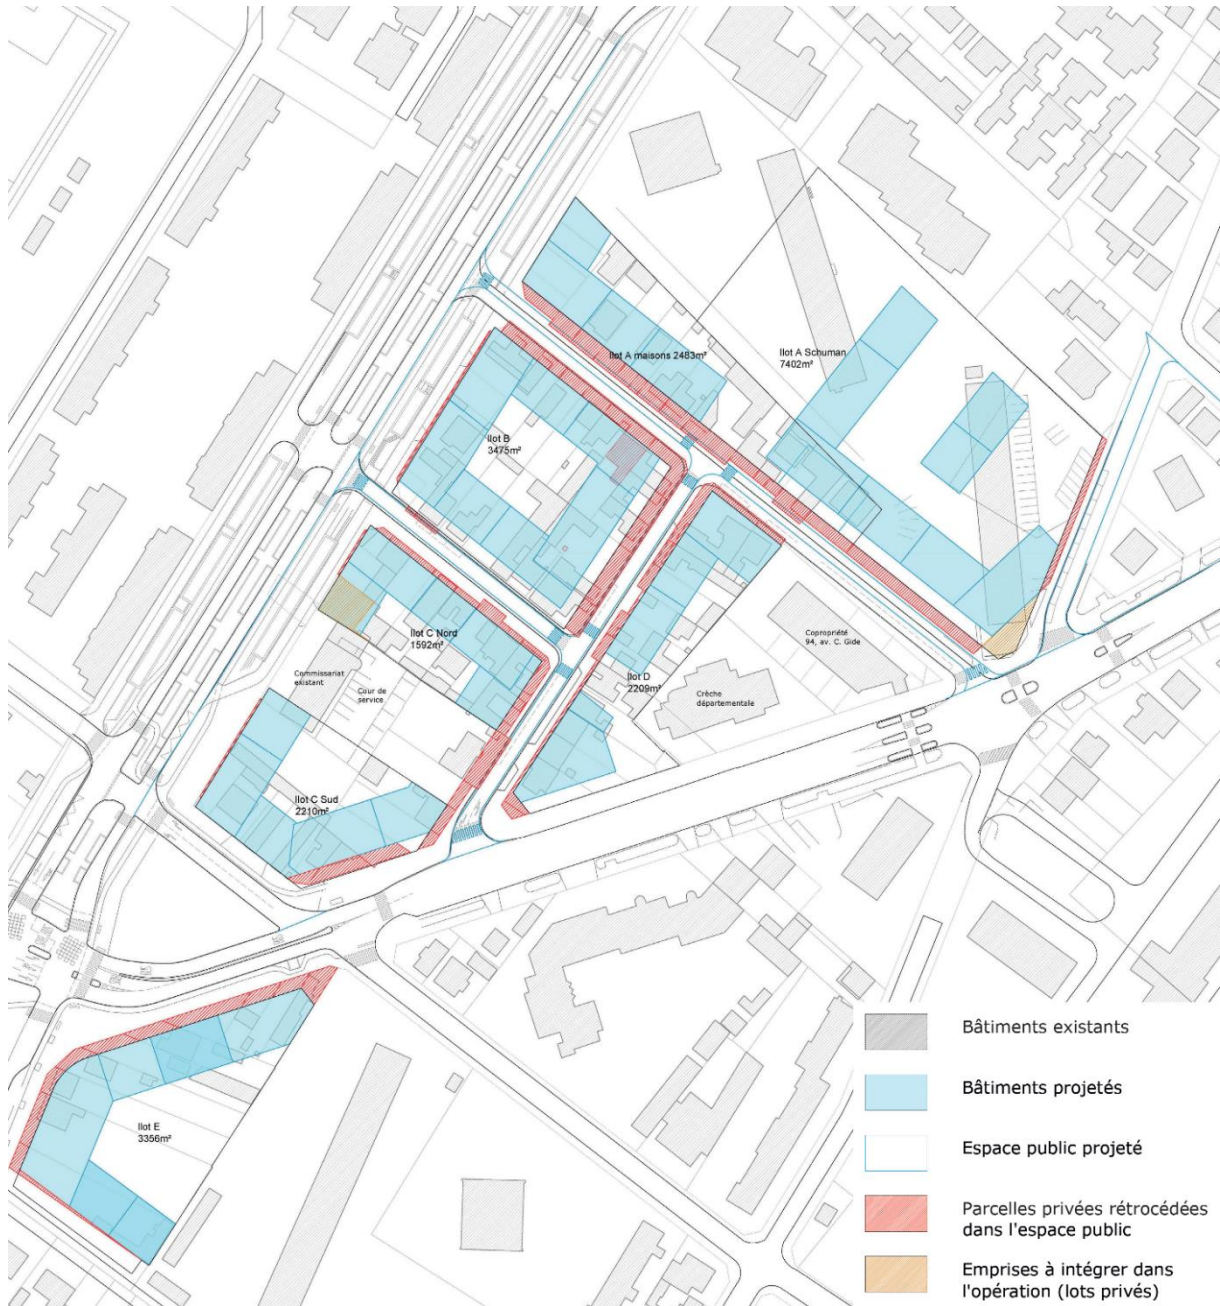 Ilot A maisons 2483m²
Ilot A Schuman
7402m²
Ilot B
3475m²
Ilot C Nord
1592m²
Copropriété
94, av. C. Gide
Commissariat
existant
Cour de
service
Ilot D
2209m²
Crèche
départementale
Ilot C Sud
2210m²
Ilot E
3356m²
Bâtiments existants
Bâtiments projetés
Espace public projeté
Parcelles privées rétrocédées
dans l'espace public
Emprises à intégrer dans
l'opération (lots privés)